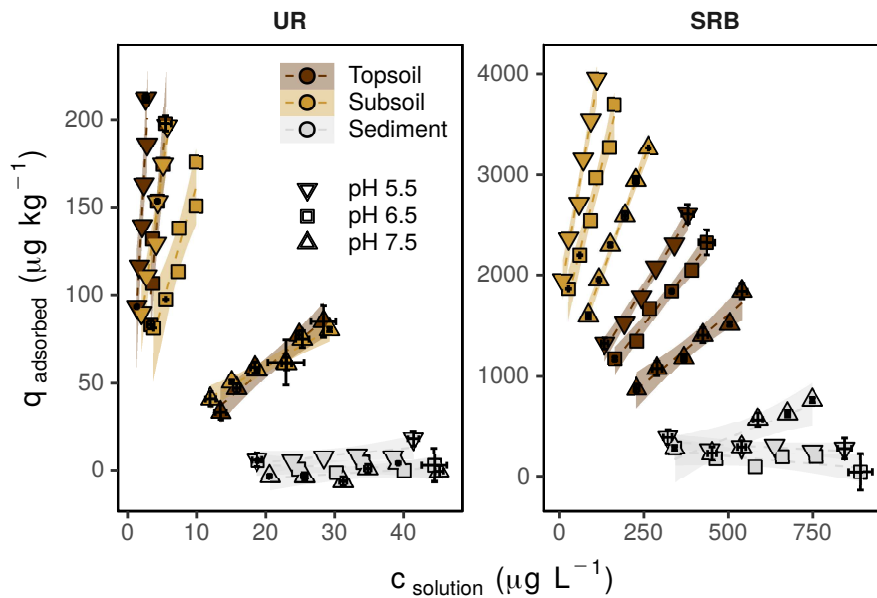 UR
SRB
Topsoil
Subsoil
Sediment
pH 5.5
pH 6.5
pH 7.5
q adsorbed (μg kg−1)
200
150
100
50
0
0
10
20
30
40
4000
3000
2000
1000
0
0
250
500
750
c solution (μg L−1)